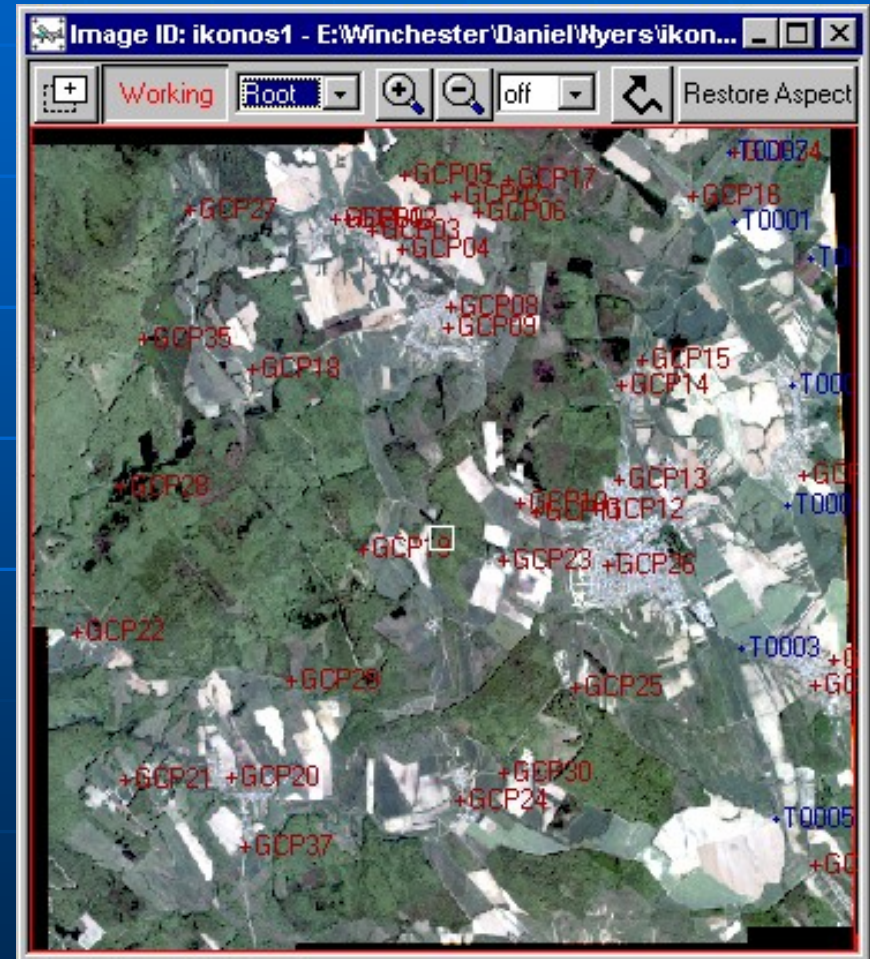 Image ID: ikonos1 - E:\Winchester\Daniel\Nyers\ikon...
Working Root off Restore Aspect
+GCP05 +GCP17
+GCP16
+GCP27 +GCP06 +T0001
+GCP04
+GCP08
+GCP09
+GCP35 +GCP15
+GCP18 +GCP14
+GCP28 +GCP13
+GCP12
+GCP19 +GCP23 +GCP26
+GCP22 +T0003
+GCP29 +GCP25
+GCP21 +GCP20 +GCP30
+GCP24
+T0005
+GCP37